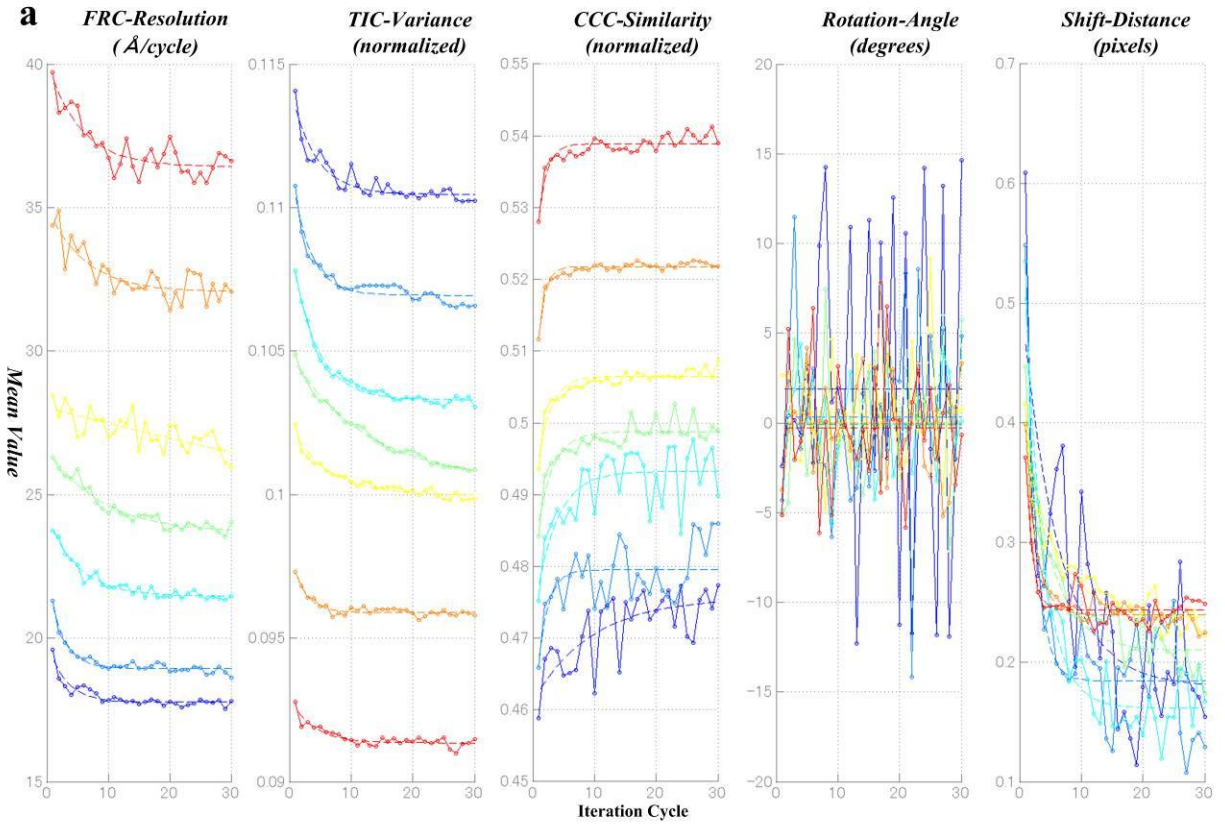 a
FRC-Resolution
( Å/cycle)
TIC-Variance
(normalized)
CCC-Similarity
(normalized)
Rotation-Angle
(degrees)
Shift-Distance
(pixels)
Mean Value
40
35
30
25
20
15
0 10 20 30
0.115
0.11
0.105
0.1
0.095
0.09
0 10 20 30
0.55
0.54
0.53
0.52
0.51
0.5
0.49
0.48
0.47
0.46
0.45
0 10 20 30
20
15
10
5
0
-5
-10
-15
-20
0 10 20 30
0.7
0.6
0.5
0.4
0.3
0.2
0.1
0 10 20 30
Iteration Cycle